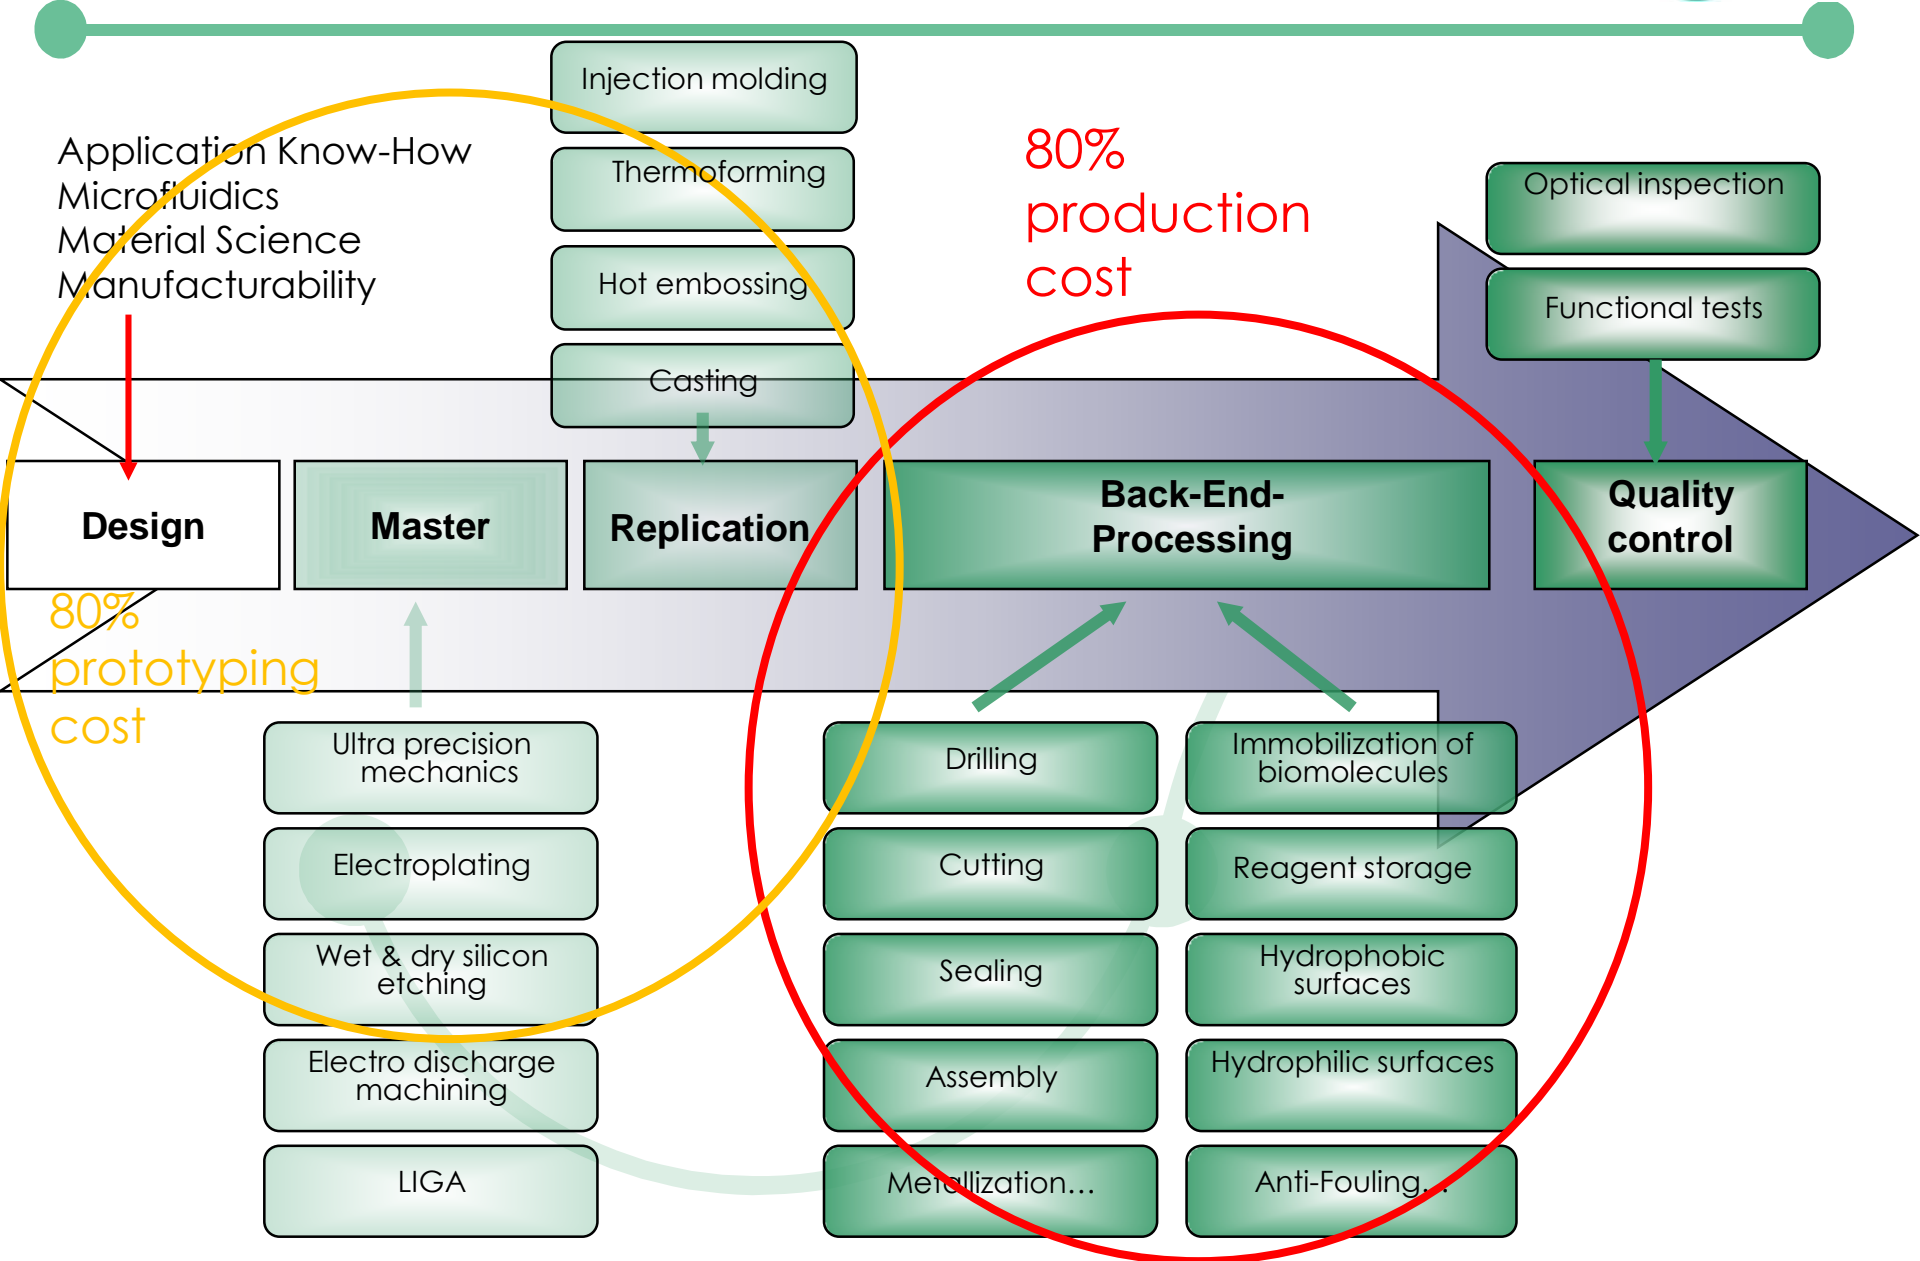 Injection molding
Application Know-How
Microfluidics
Material Science
Manufacturability
Thermoforming
Hot embossing
Casting
80%
production
cost
Optical inspection
Functional tests
Design
Master
Replication
Back-End-
Processing
Quality
control
80%
prototyping
cost
Ultra precision
mechanics
Electroplating
Wet & dry silicon
etching
Electro discharge
machining
LIGA
Drilling
Cutting
Sealing
Assembly
Metallization...
Immobilization of
biomolecules
Reagent storage
Hydrophobic
surfaces
Hydrophilic surfaces
Anti-Fouling...